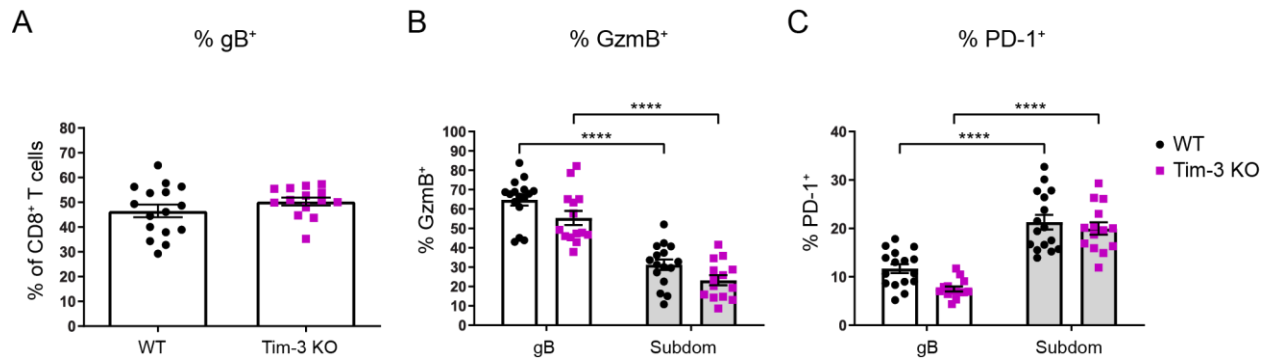 A
% gB⁺
% of CD8⁺ T cells
80
70
60
50
40
30
20
10
0
WT
Tim-3 KO
B
% GzmB⁺
% GzmB⁺
100
90
80
70
60
50
40
30
20
10
0
****
****
gB
Subdom
C
% PD-1⁺
% PD-1⁺
40
30
20
10
0
****
****
gB
Subdom
WT
Tim-3 KO